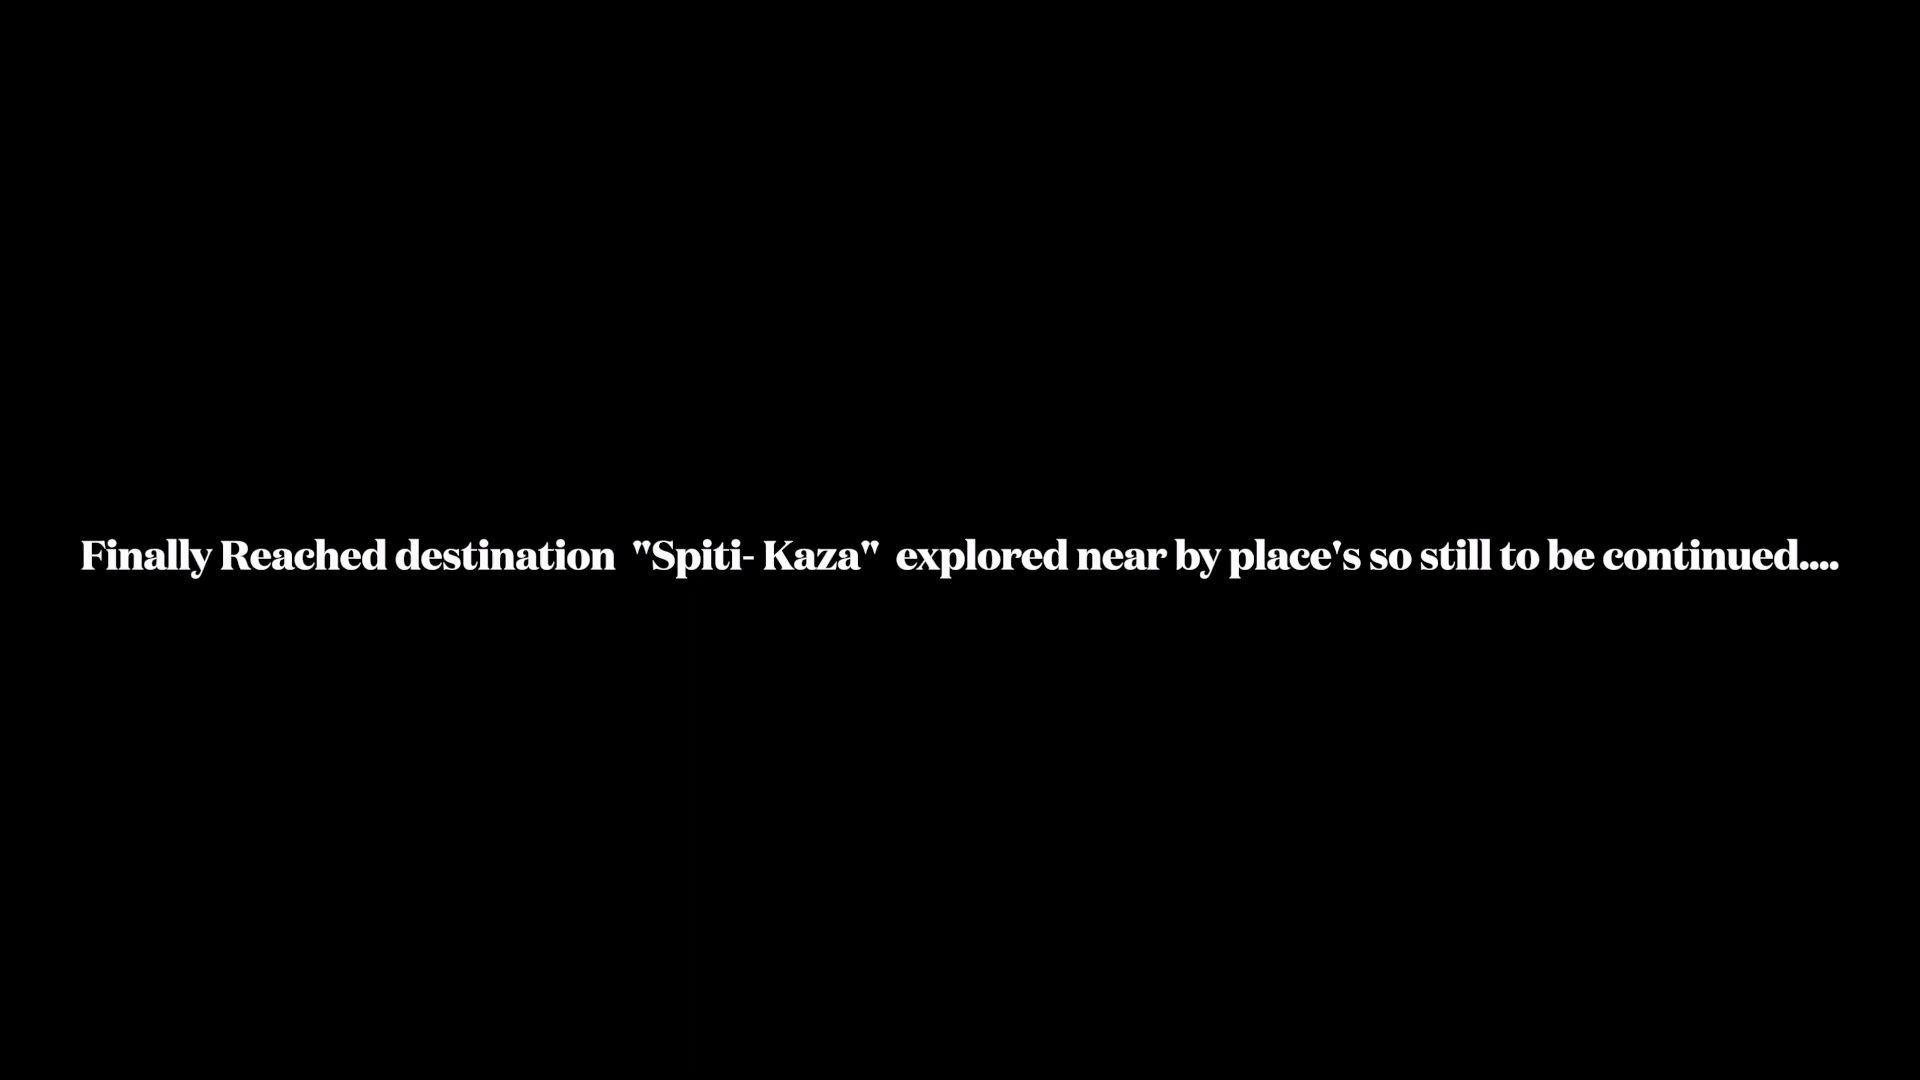 Finally Reached destination  "Spiti- Kaza"  explored near by place's so still to be continued....